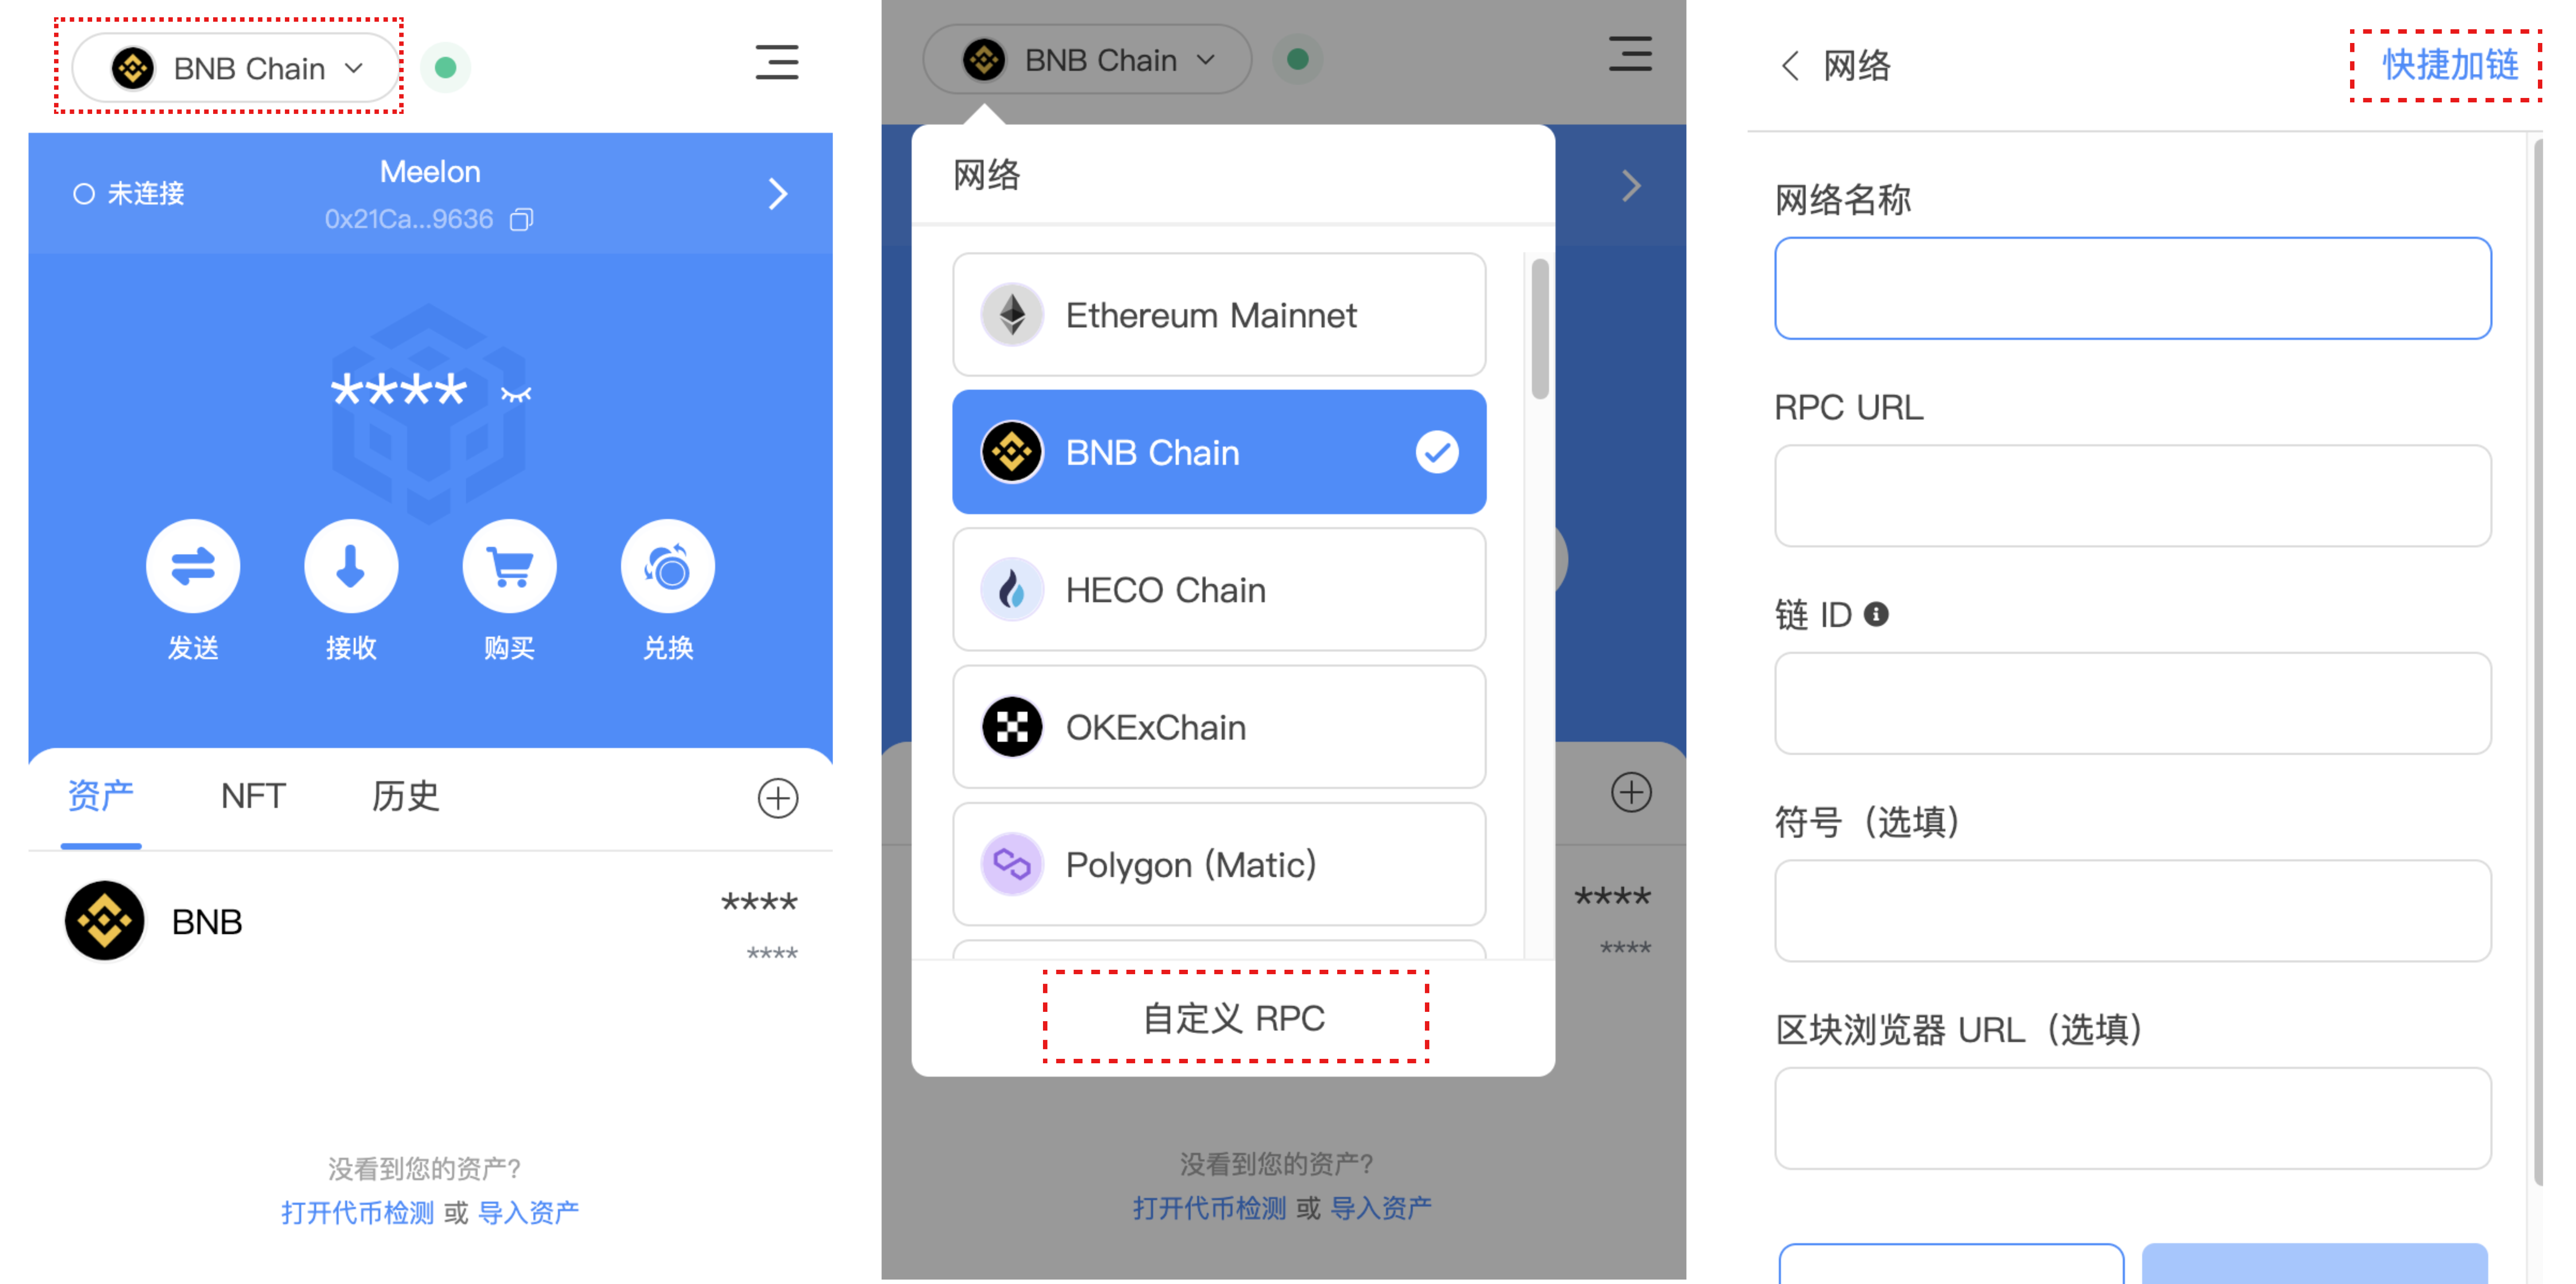 BNB Chain
未连接
Meelon
0x21Ca...9636
****
发送
接收
购买
兑换
资产
NFT
历史
BNB
****
****
没看到您的资产?
打开代币检测 或 导入资产
BNB Chain
网络
Ethereum Mainnet
BNB Chain
HECO Chain
OKExChain
Polygon (Matic)
自定义 RPC
****
****
没看到您的资产?
打开代币检测 或 导入资产
网络
快捷加链
网络名称
RPC URL
链 ID
符号（选填）
区块浏览器 URL（选填）